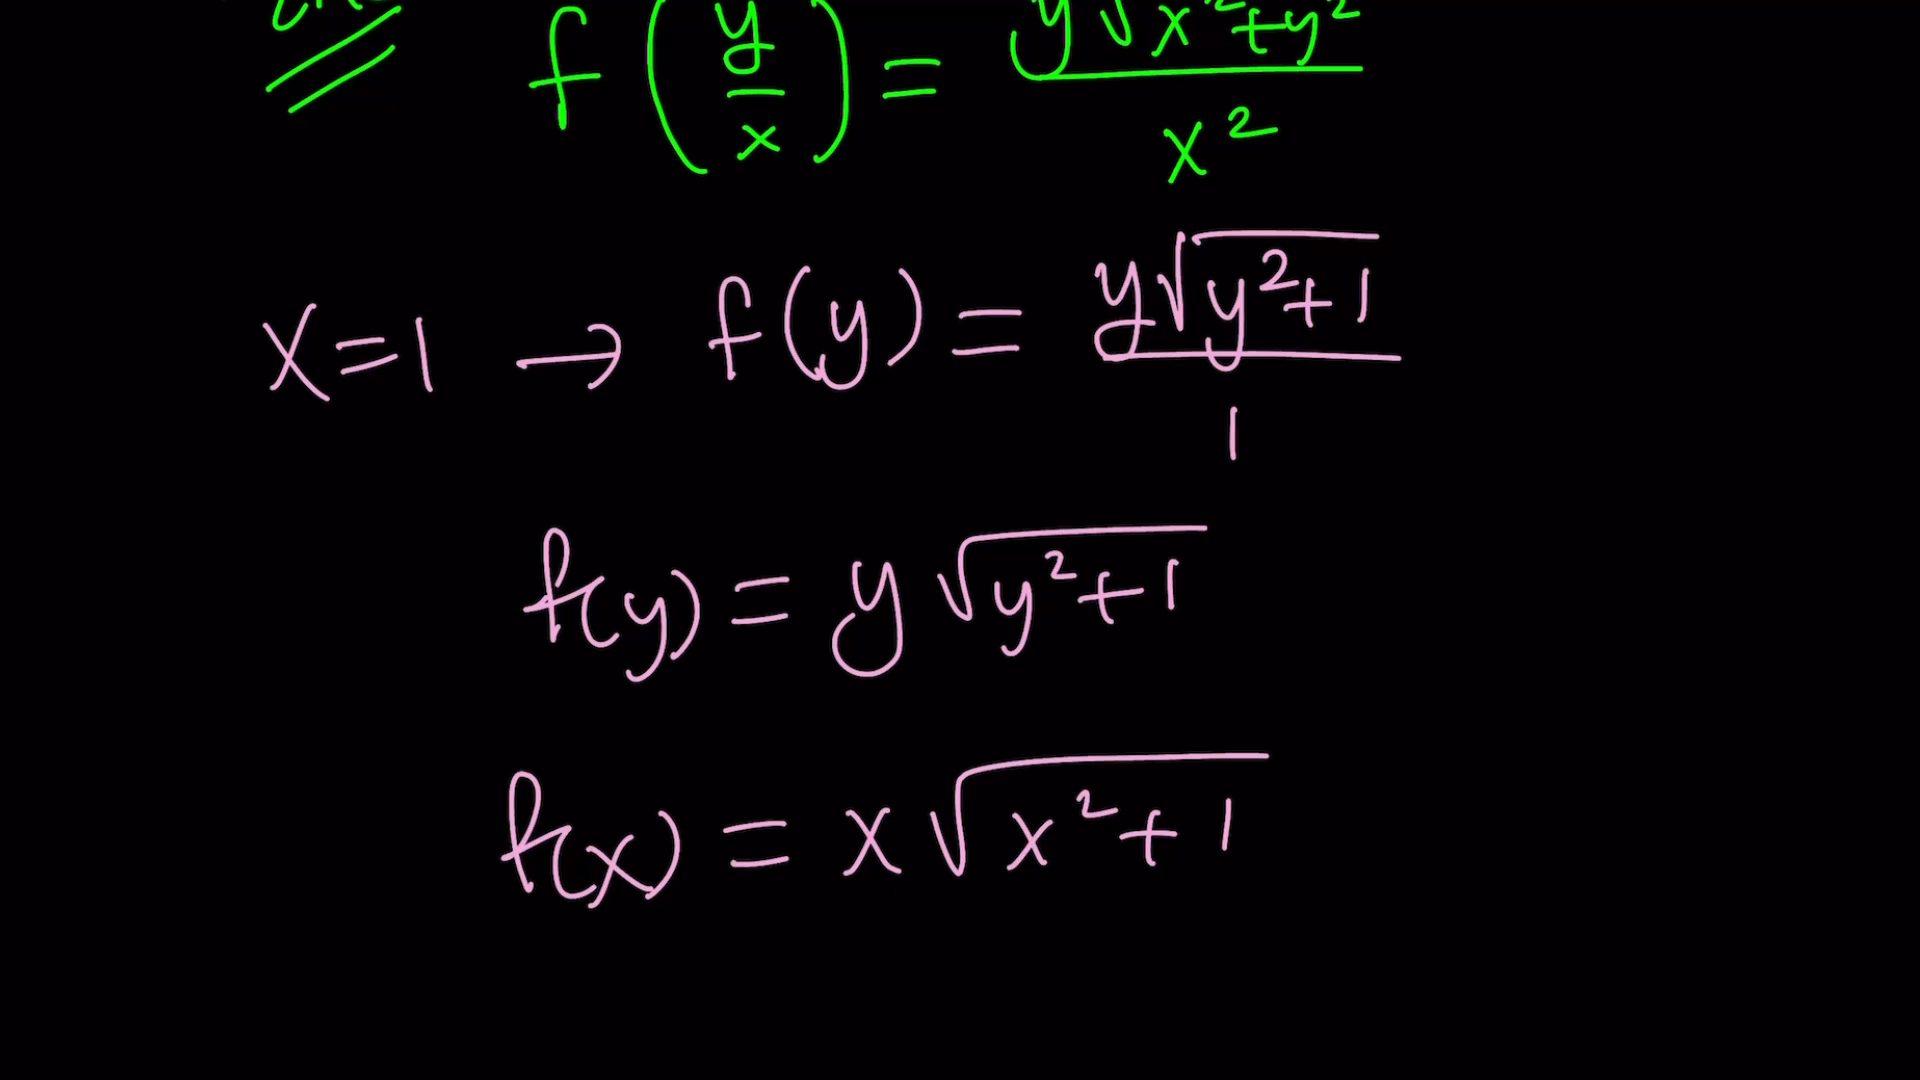 f(y/x) = y√x²+y² / x²
x=1 → f(y) = y√(y²+1) / 1
f(y) = y√(y²+1)
f(x) = x√(x²+1)